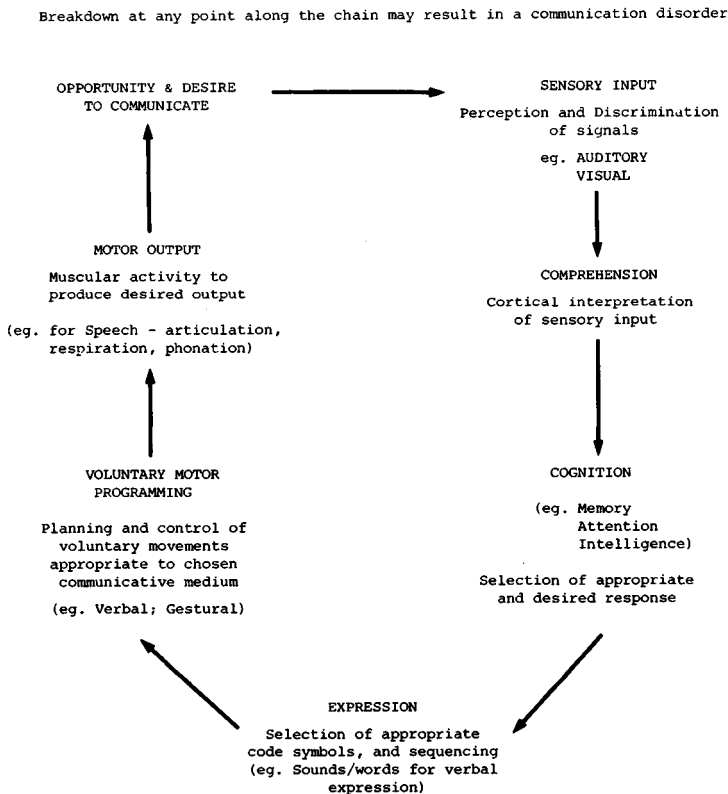 Breakdown at any point along the chain may result in a communication disorder
OPPORTUNITY & DESIRE
TO COMMUNICATE
SENSORY INPUT
Perception and Discrimination
of signals
eg. AUDITORY
VISUAL
COMPREHENSION
Cortical interpretation
of sensory input
COGNITION
(eg. Memory
Attention
Intelligence)
Selection of appropriate
and desired response
EXPRESSION
Selection of appropriate
code symbols, and sequencing
(eg. Sounds/words for verbal
expression)
VOLUNTARY MOTOR
PROGRAMMING
Planning and control of
voluntary movements
appropriate to chosen
communicative medium
(eg. Verbal; Gestural)
MOTOR OUTPUT
Muscular activity to
produce desired output
(eg. for Speech - articulation,
respiration, phonation)